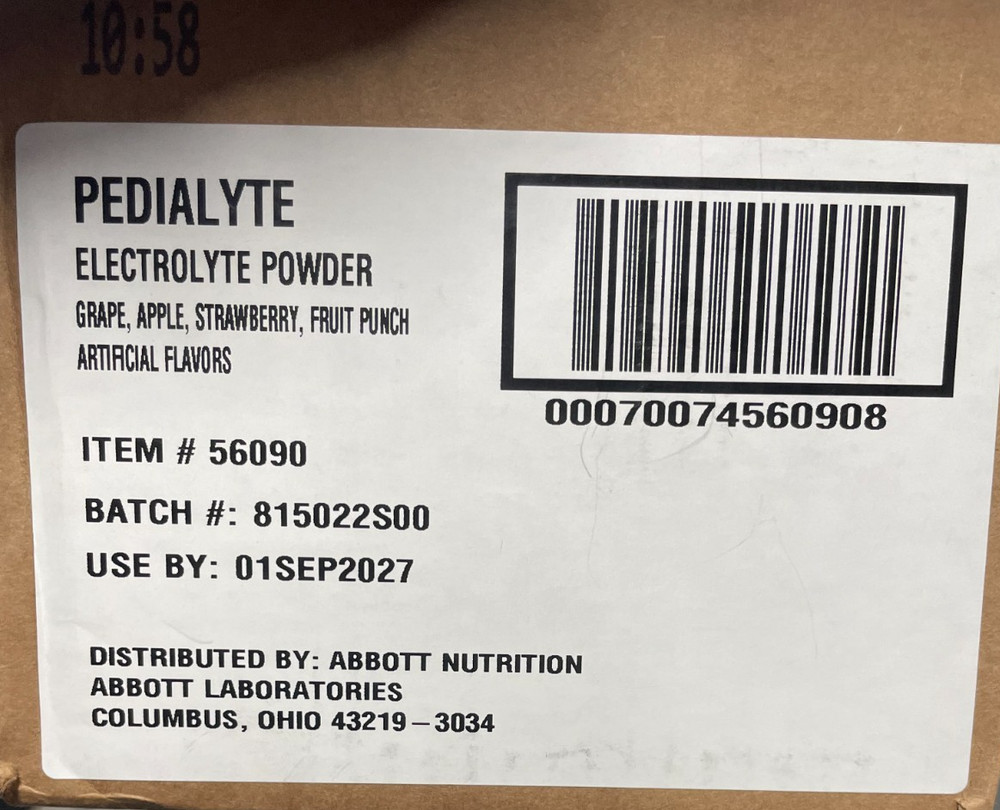 10:58
PEDIALYTE
ELECTROLYTE POWDER
GRAPE, APPLE, STRAWBERRY, FRUIT PUNCH
ARTIFICIAL FLAVORS
00070074560908
ITEM # 56090
BATCH #: 815022S00
USE BY: 01SEP2027
DISTRIBUTED BY: ABBOTT NUTRITION
ABBOTT LABORATORIES
COLUMBUS, OHIO 43219–3034